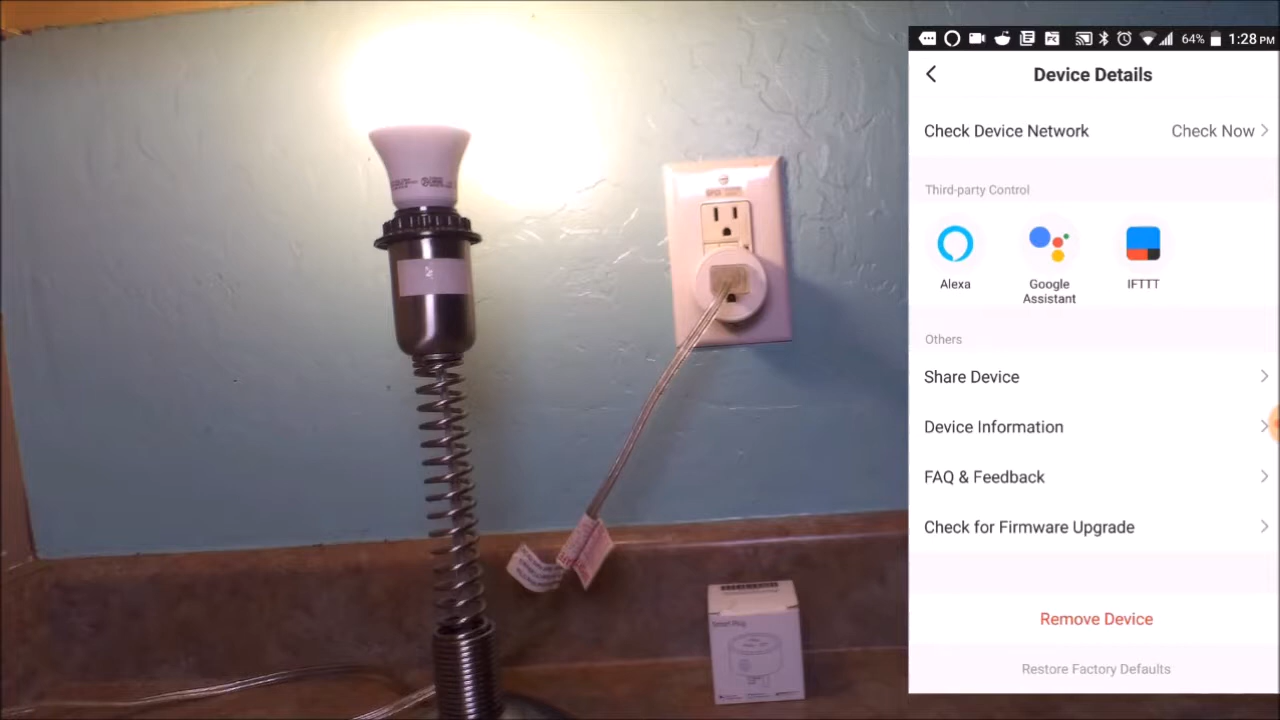 64% 1:28 PM
Device Details
Check Device Network Check Now
Third-party Control
Alexa
Google
Assistant
IFTTT
Others
Share Device
Device Information
FAQ & Feedback
Check for Firmware Upgrade
Remove Device
Restore Factory Defaults
Smart Plug